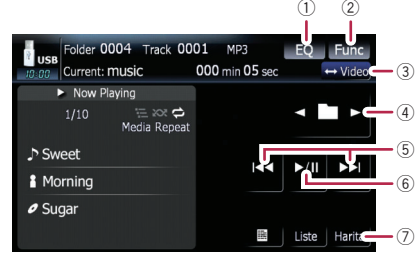 ① ②
USB Folder 0004 Track 0001 MP3 EQ Func
10:00 Current: music 000 min 05 sec ↔ Video ③
► Now Playing
1/10
④
Media Repeat
⑤
Sweet
Morning
⑥
Sugar
Liste Harita ⑦